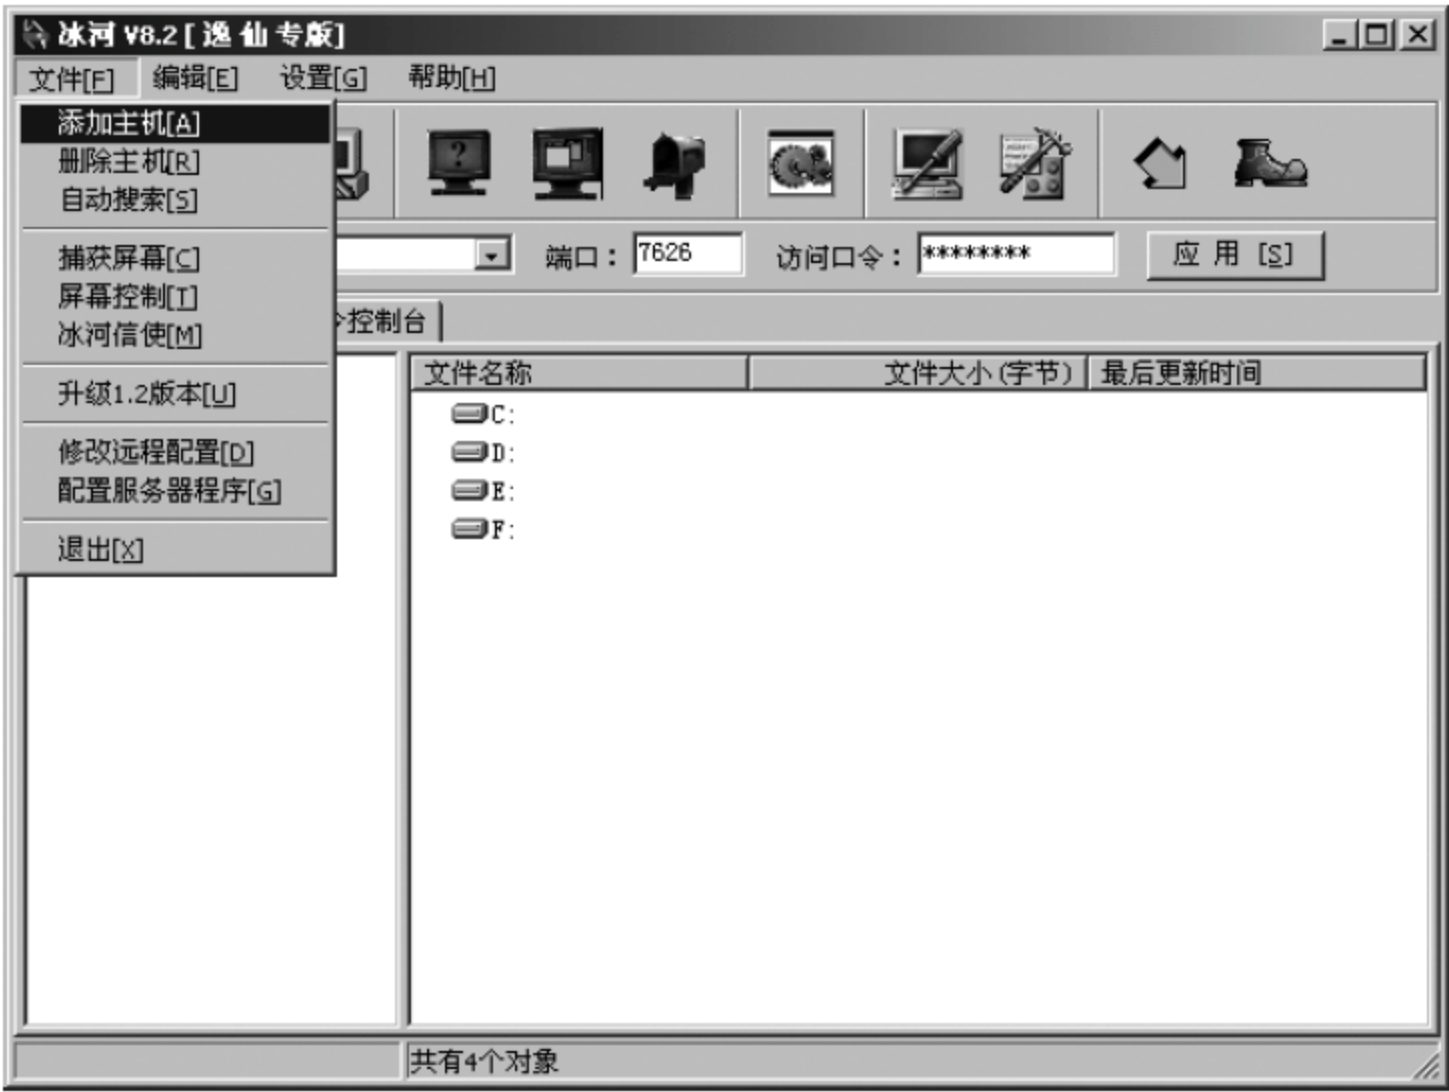 冰河 V8.2 [ 逸 仙 专版]
文件[F] 编辑[E] 设置[G] 帮助[H]
添加主机[A]
删除主机[R]
自动搜索[S]
捕获屏幕[C]
屏幕控制[T]
冰河信使[M]
升级1.2版本[U]
修改远程配置[D]
配置服务器程序[G]
退出[X]
?
端口： 7626 访问口令： ******** 应 用 [S]
令控制台
文件名称 文件大小(字节) 最后更新时间
C:
D:
E:
F:
共有4个对象